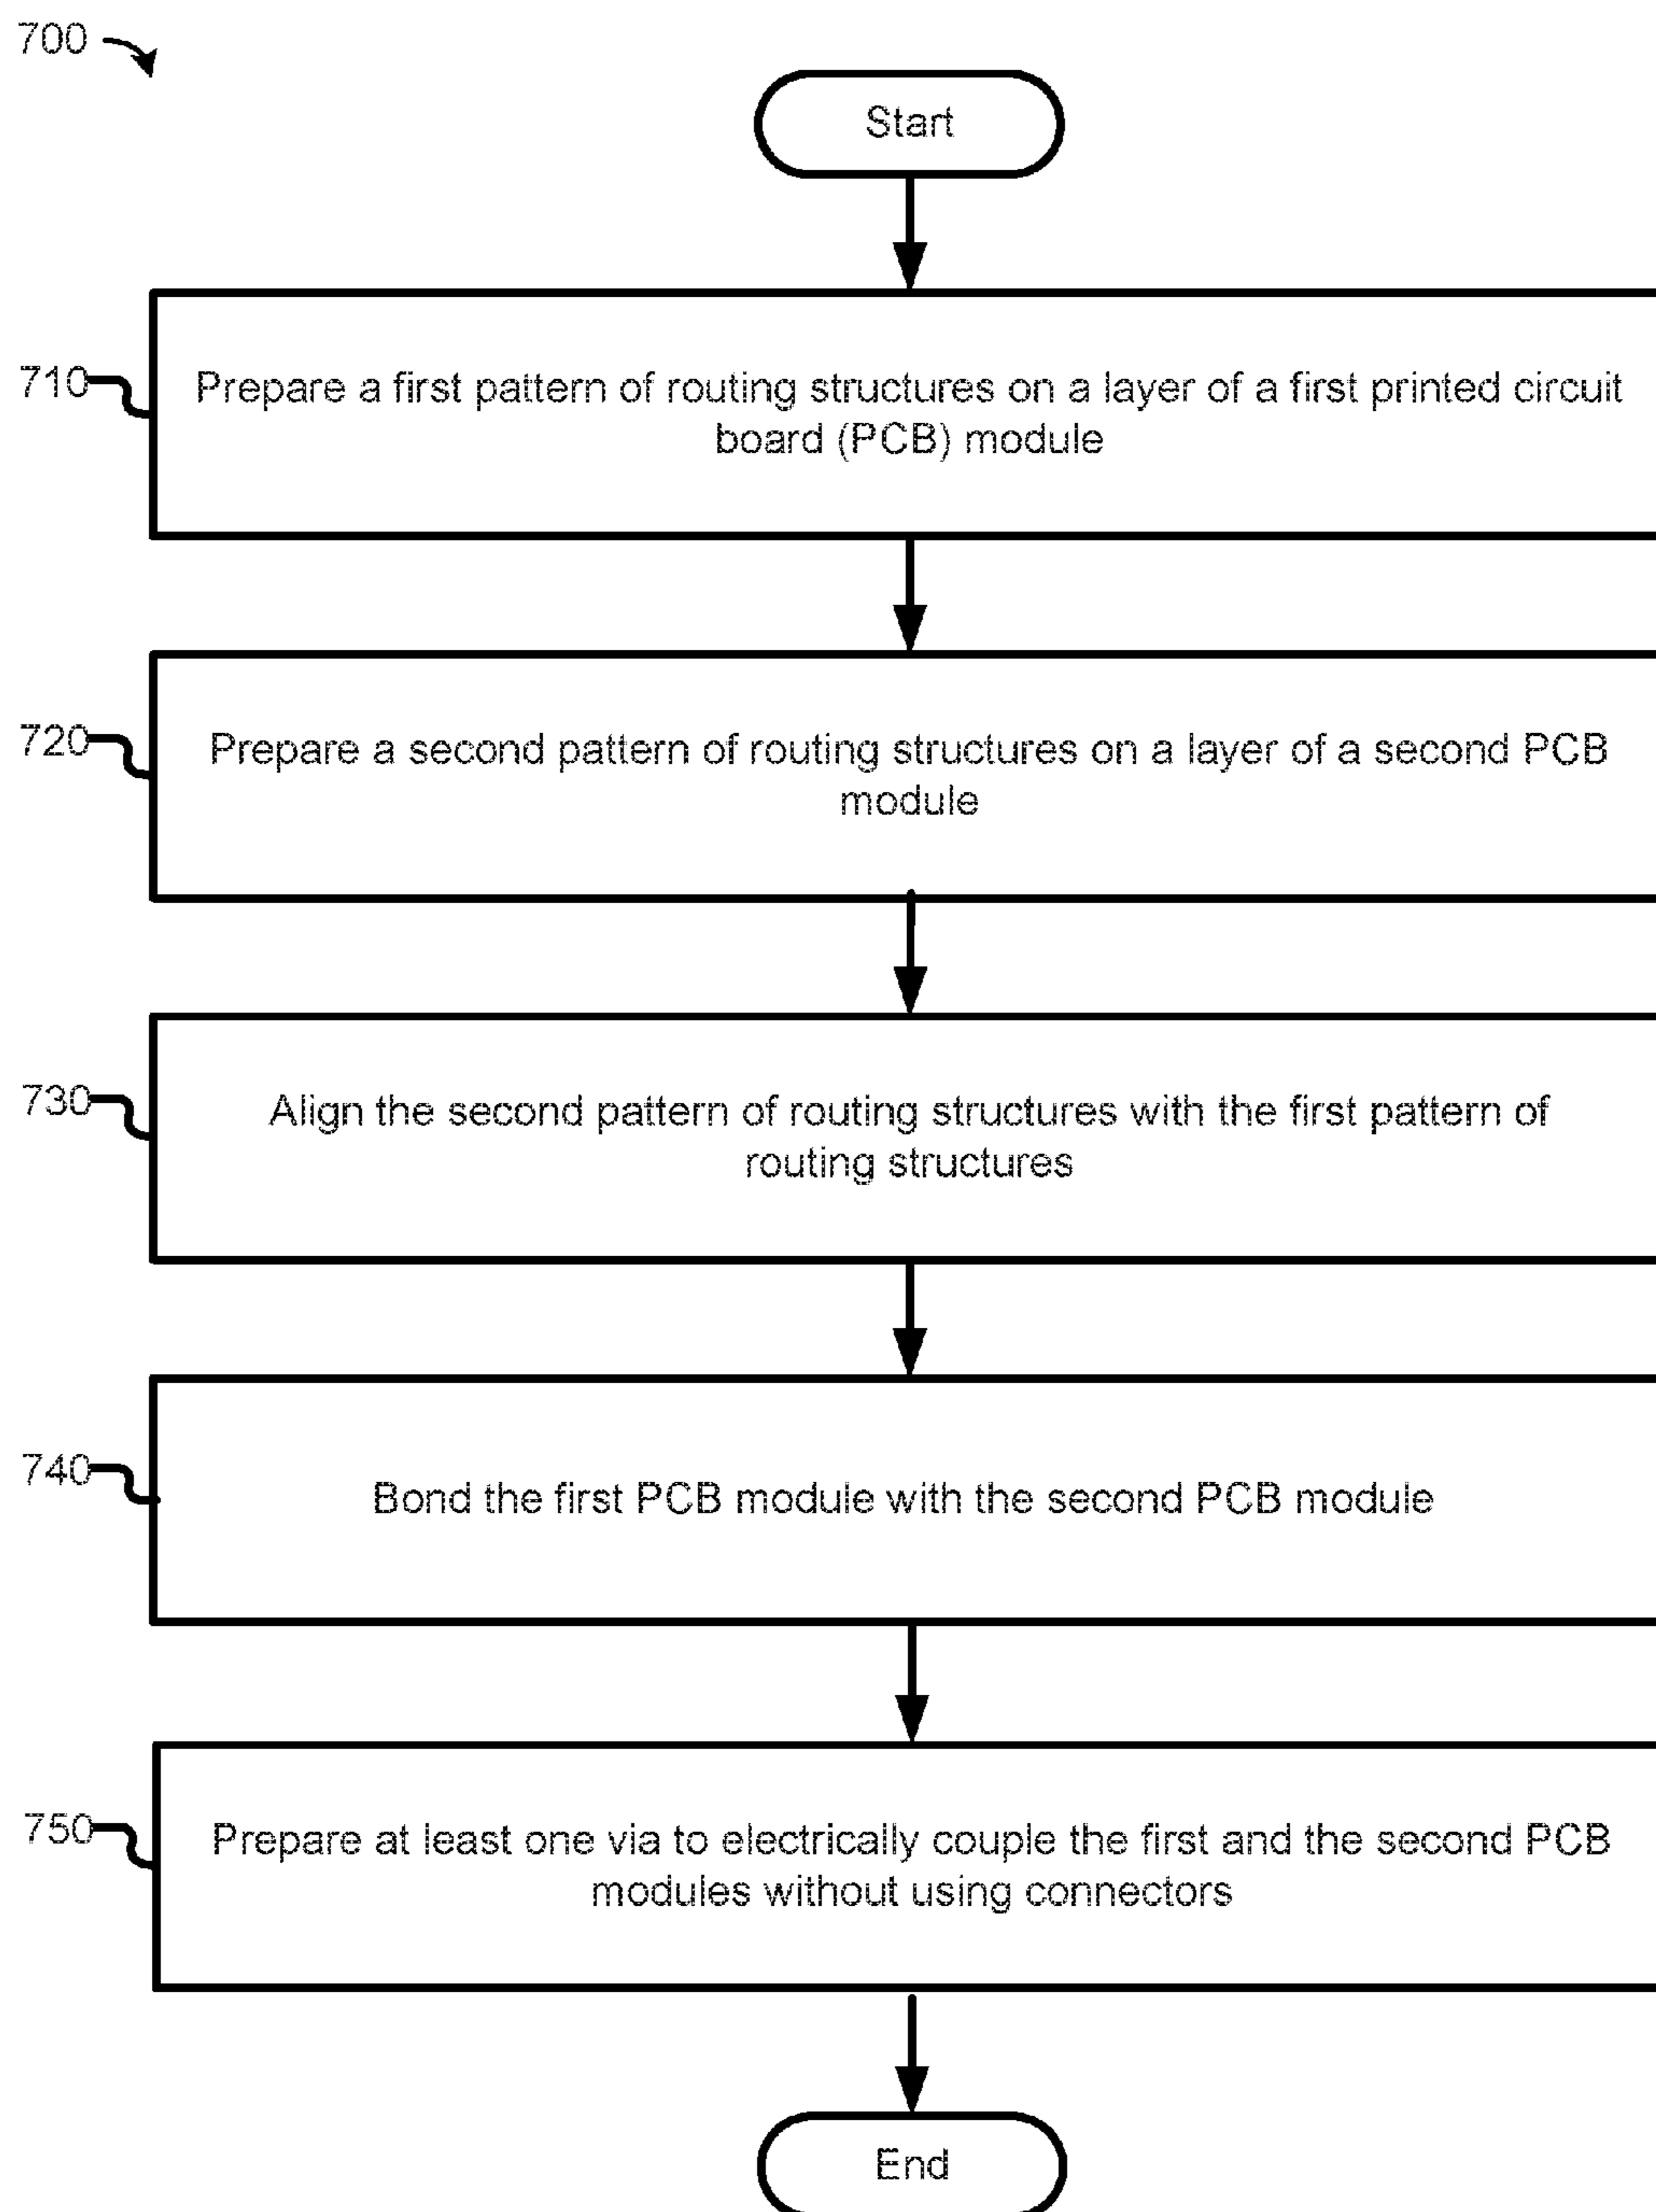 700
Start
710
Prepare a first pattern of routing structures on a layer of a first printed circuit
board (PCB) module
720
Prepare a second pattern of routing structures on a layer of a second PCB
module
730
Align the second pattern of routing structures with the first pattern of
routing structures
740
Bond the first PCB module with the second PCB module
750
Prepare at least one via to electrically couple the first and the second PCB
modules without using connectors
End